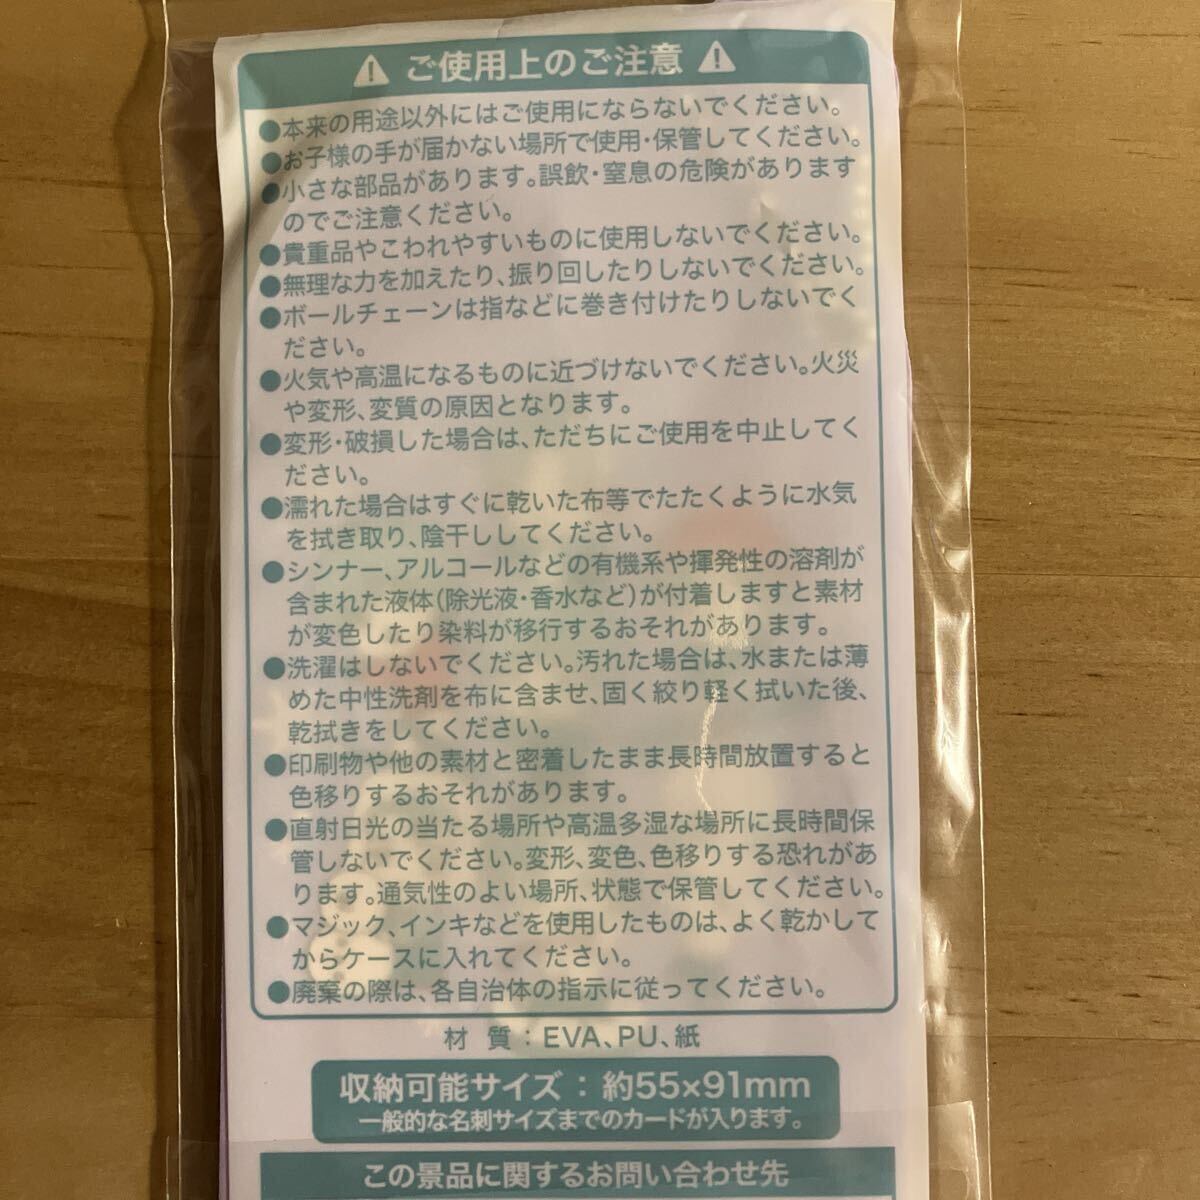 ⚠ ご使用上のご注意 ⚠
●本来の用途以外にはご使用にならないでください。
●お子様の手が届かない場所で使用・保管してください。
●小さな部品があります。誤飲・窒息の危険があります
のでご注意ください。
●貴重品やこわれやすいものに使用しないでください。
●無理な力を加えたり、振り回したりしないでください。
●ボールチェーンは指などに巻き付けたりしないでく
ださい。
●火気や高温になるものに近づけないでください。火災
や変形、変質の原因となります。
●変形・破損した場合は、ただちにご使用を中止してく
ださい。
●濡れた場合はすぐに乾いた布等でたたくように水気
を拭き取り、陰干ししてください。
●シンナー、アルコールなどの有機系や揮発性の溶剤が
含まれた液体(除光液・香水など)が付着しますと素材
が変色したり染料が移行するおそれがあります。
●洗濯はしないでください。汚れた場合は、水または薄
めた中性洗剤を布に含ませ、固く絞り軽く拭いた後、
乾拭きをしてください。
●印刷物や他の素材と密着したまま長時間放置すると
色移りするおそれがあります。
●直射日光の当たる場所や高温多湿な場所に長時間保
管しないでください。変形、変色、色移りする恐れがあ
ります。通気性のよい場所、状態で保管してください。
●マジック、インキなどを使用したものは、よく乾かして
からケースに入れてください。
●廃棄の際は、各自治体の指示に従ってください。
材 質：EVA、PU、紙
収納可能サイズ：約55×91mm
一般的な名刺サイズまでのカードが入ります。
この景品に関するお問い合わせ先